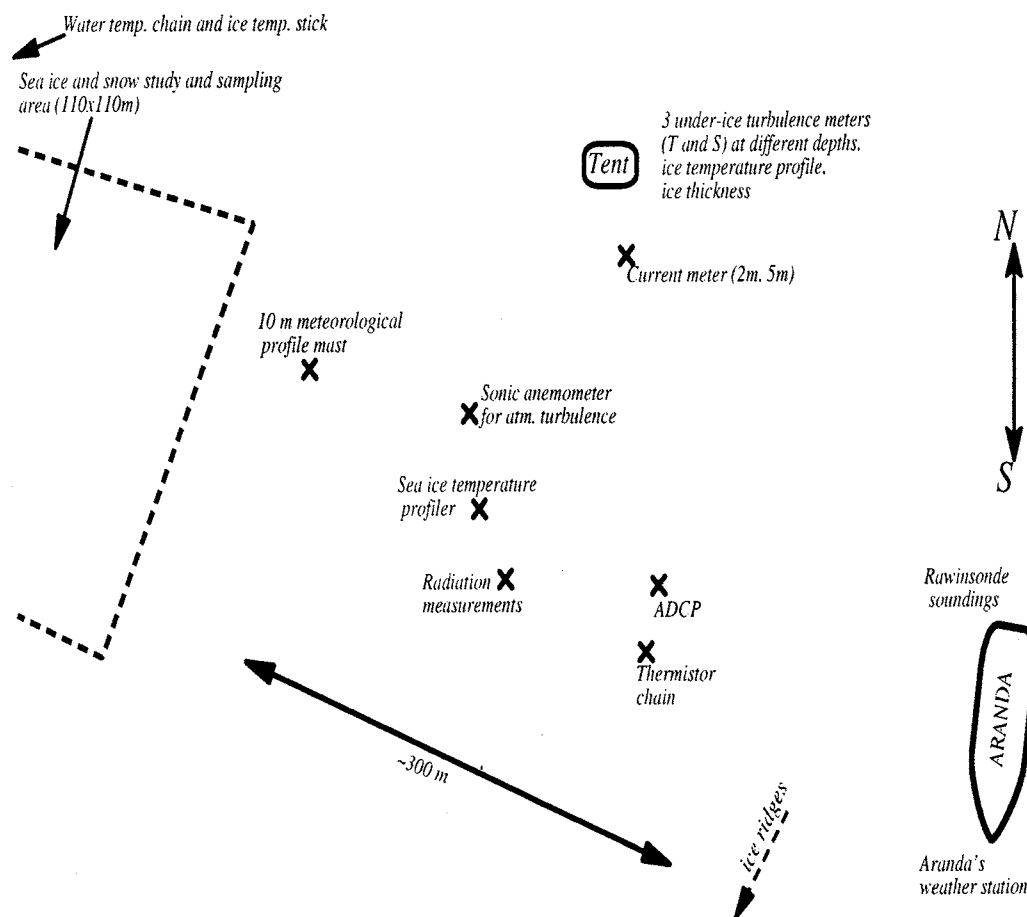 Water temp. chain and ice temp. stick
Sea ice and snow study and sampling
area (110x110m)
3 under-ice turbulence meters
(T and S) at different depths,
ice temperature profile,
ice thickness
Tent
N
Current meter (2m, 5m)
10 m meteorological
profile mast
Sonic anemometer
for atm. turbulence
S
Sea ice temperature
profiler
Radiation
measurements
ADCP
Rawinsonde
soundings
Thermistor
chain
ARANDA
~300 m
ice ridges
Aranda's
weather station